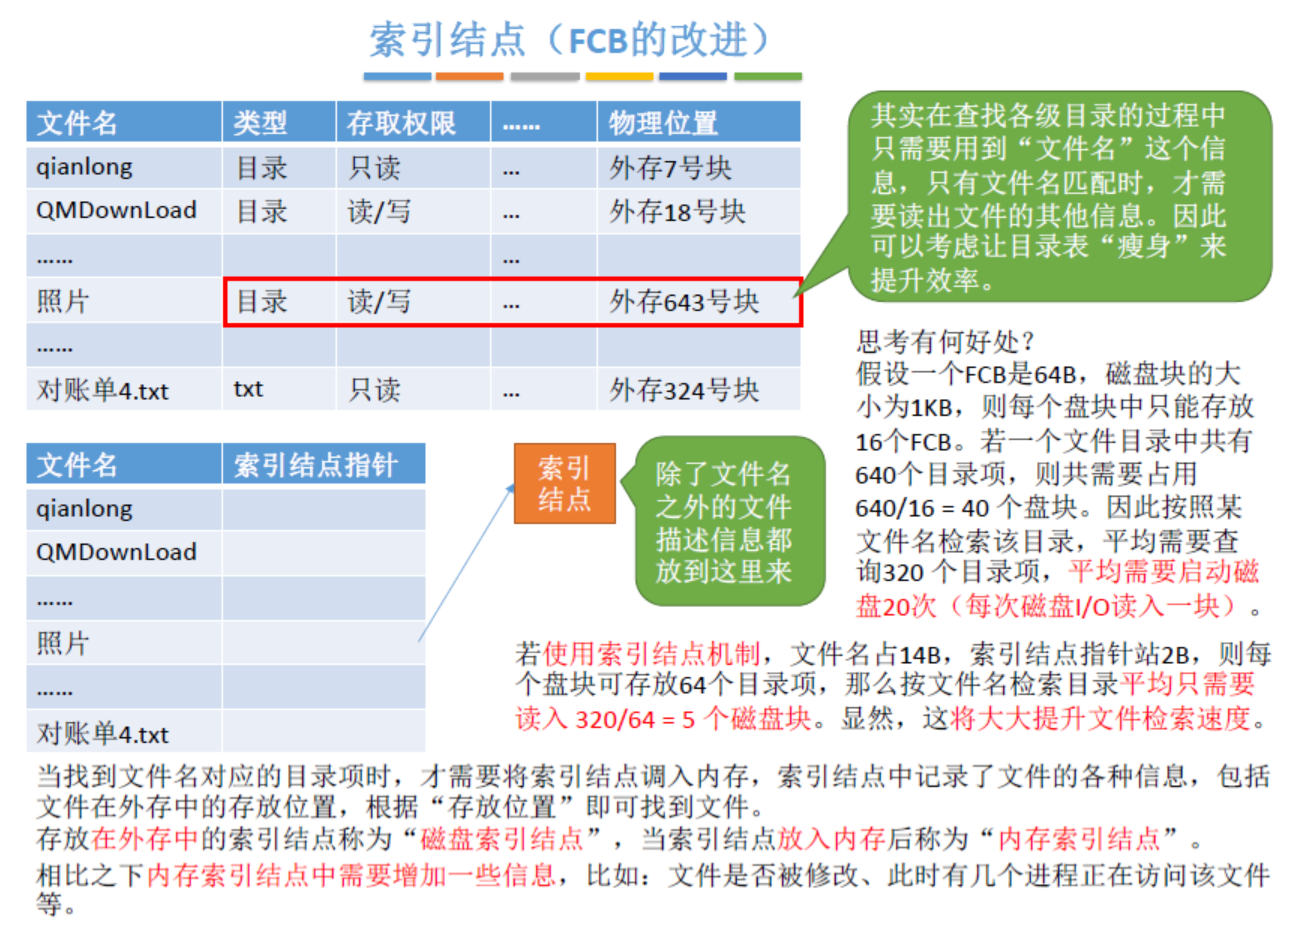 索引结点（FCB的改进）
文件名 类型 存取权限 …… 物理位置
qianlong 目录 只读 ... 外存7号块
QMDownLoad 目录 读/写 ... 外存18号块
…… ...
照片 目录 读/写 ... 外存643号块
……
对账单4.txt txt 只读 ... 外存324号块
其实在查找各级目录的过程中
只需要用到“文件名”这个信
息，只有文件名匹配时，才需
要读出文件的其他信息。因此
可以考虑让目录表“瘦身”来
提升效率。
思考有何好处？
假设一个FCB是64B，磁盘块的大
小为1KB，则每个盘块中只能存放
16个FCB。若一个文件目录中共有
640个目录项，则共需要占用
640/16 = 40 个盘块。因此按照某
文件名检索该目录，平均需要查
询320 个目录项，平均需要启动磁
盘20次（每次磁盘I/O读入一块）。
文件名 索引结点指针
qianlong
QMDownLoad
……
照片
……
对账单4.txt
索引
结点
除了文件名
之外的文件
描述信息都
放到这里来
若使用索引结点机制，文件名占14B，索引结点指针站2B，则每
个盘块可存放64个目录项，那么按文件名检索目录平均只需要
读入 320/64 = 5 个磁盘块。显然，这将大大提升文件检索速度。
当找到文件名对应的目录项时，才需要将索引结点调入内存，索引结点中记录了文件的各种信息，包括
文件在外存中的存放位置，根据“存放位置”即可找到文件。
存放在外存中的索引结点称为“磁盘索引结点”，当索引结点放入内存后称为“内存索引结点”。
相比之下内存索引结点中需要增加一些信息，比如：文件是否被修改、此时有几个进程正在访问该文件
等。